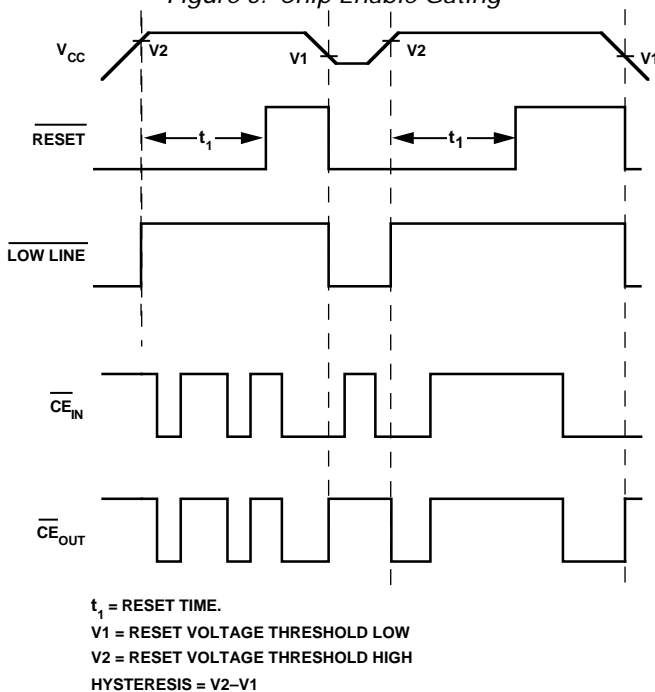 Figure 9. Chip Enable Gating
V2 V1 V2 V1
VCC
RESET
t1 t1
LOW LINE
CEIN
CEOUT
t1 = RESET TIME.
V1 = RESET VOLTAGE THRESHOLD LOW
V2 = RESET VOLTAGE THRESHOLD HIGH
HYSTERESIS = V2–V1